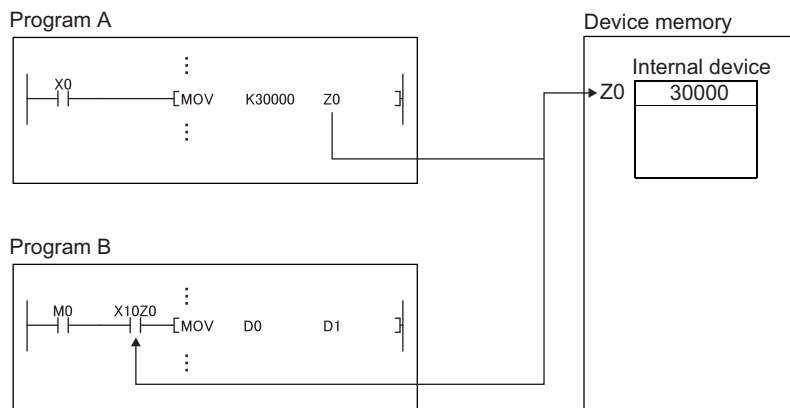 Program A
X0
MOV K30000 Z0
Program B
M0 X10Z0
MOV D0 D1
Device memory
Internal device
Z0 30000